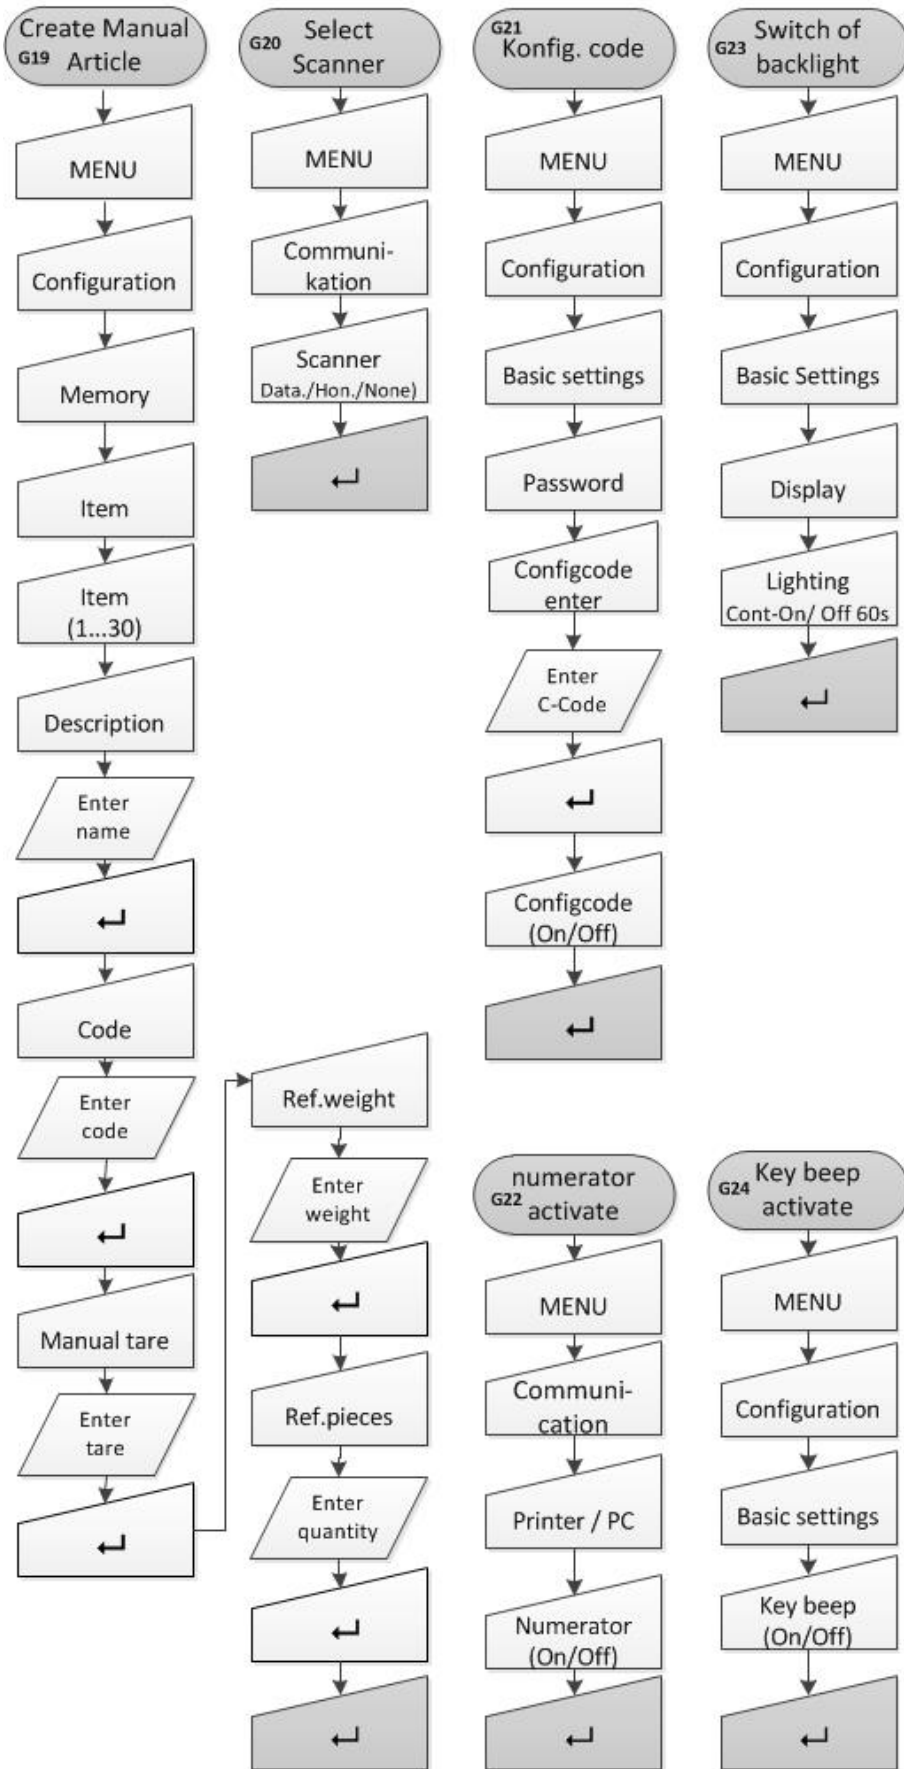 Create Manual
G19 Article
MENU
Configuration
Memory
Item
Item
(1...30)
Description
Enter
name
↵
Code
Enter
code
↵
Manual tare
Enter
tare
↵
Ref.weight
Enter
weight
↵
Ref.pieces
Enter
quantity
↵
↵
G20 Select
Scanner
MENU
Communi-
kation
Scanner
Data./Hon./None)
↵
G21
Konfig. code
MENU
Configuration
Basic settings
Password
Configcode
enter
Enter
C-Code
↵
Configcode
(On/Off)
↵
numerator
G22 activate
MENU
Communi-
cation
Printer / PC
Numerator
(On/Off)
↵
G23 Switch of
backlight
MENU
Configuration
Basic Settings
Display
Lighting
Cont-On/ Off 60s
↵
G24 Key beep
activate
MENU
Configuration
Basic settings
Key beep
(On/Off)
↵